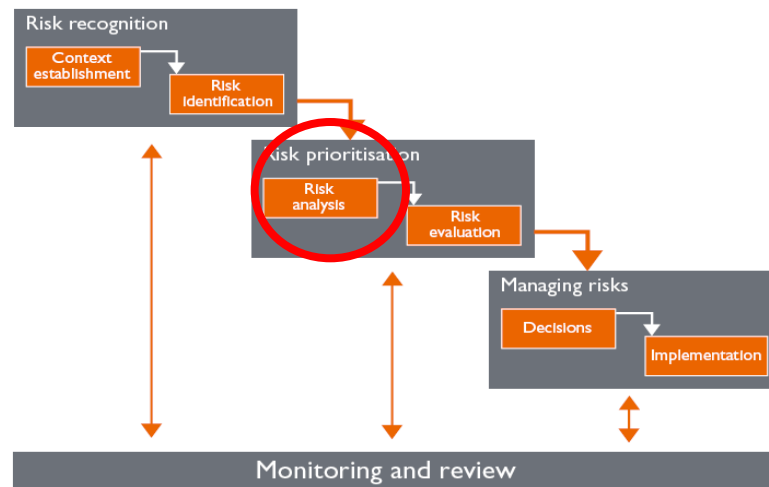 Risk recognition
Context
establishment
Risk
identification
Risk prioritisation
Risk
analysis
Risk
evaluation
Managing risks
Decisions
Implementation
Monitoring and review